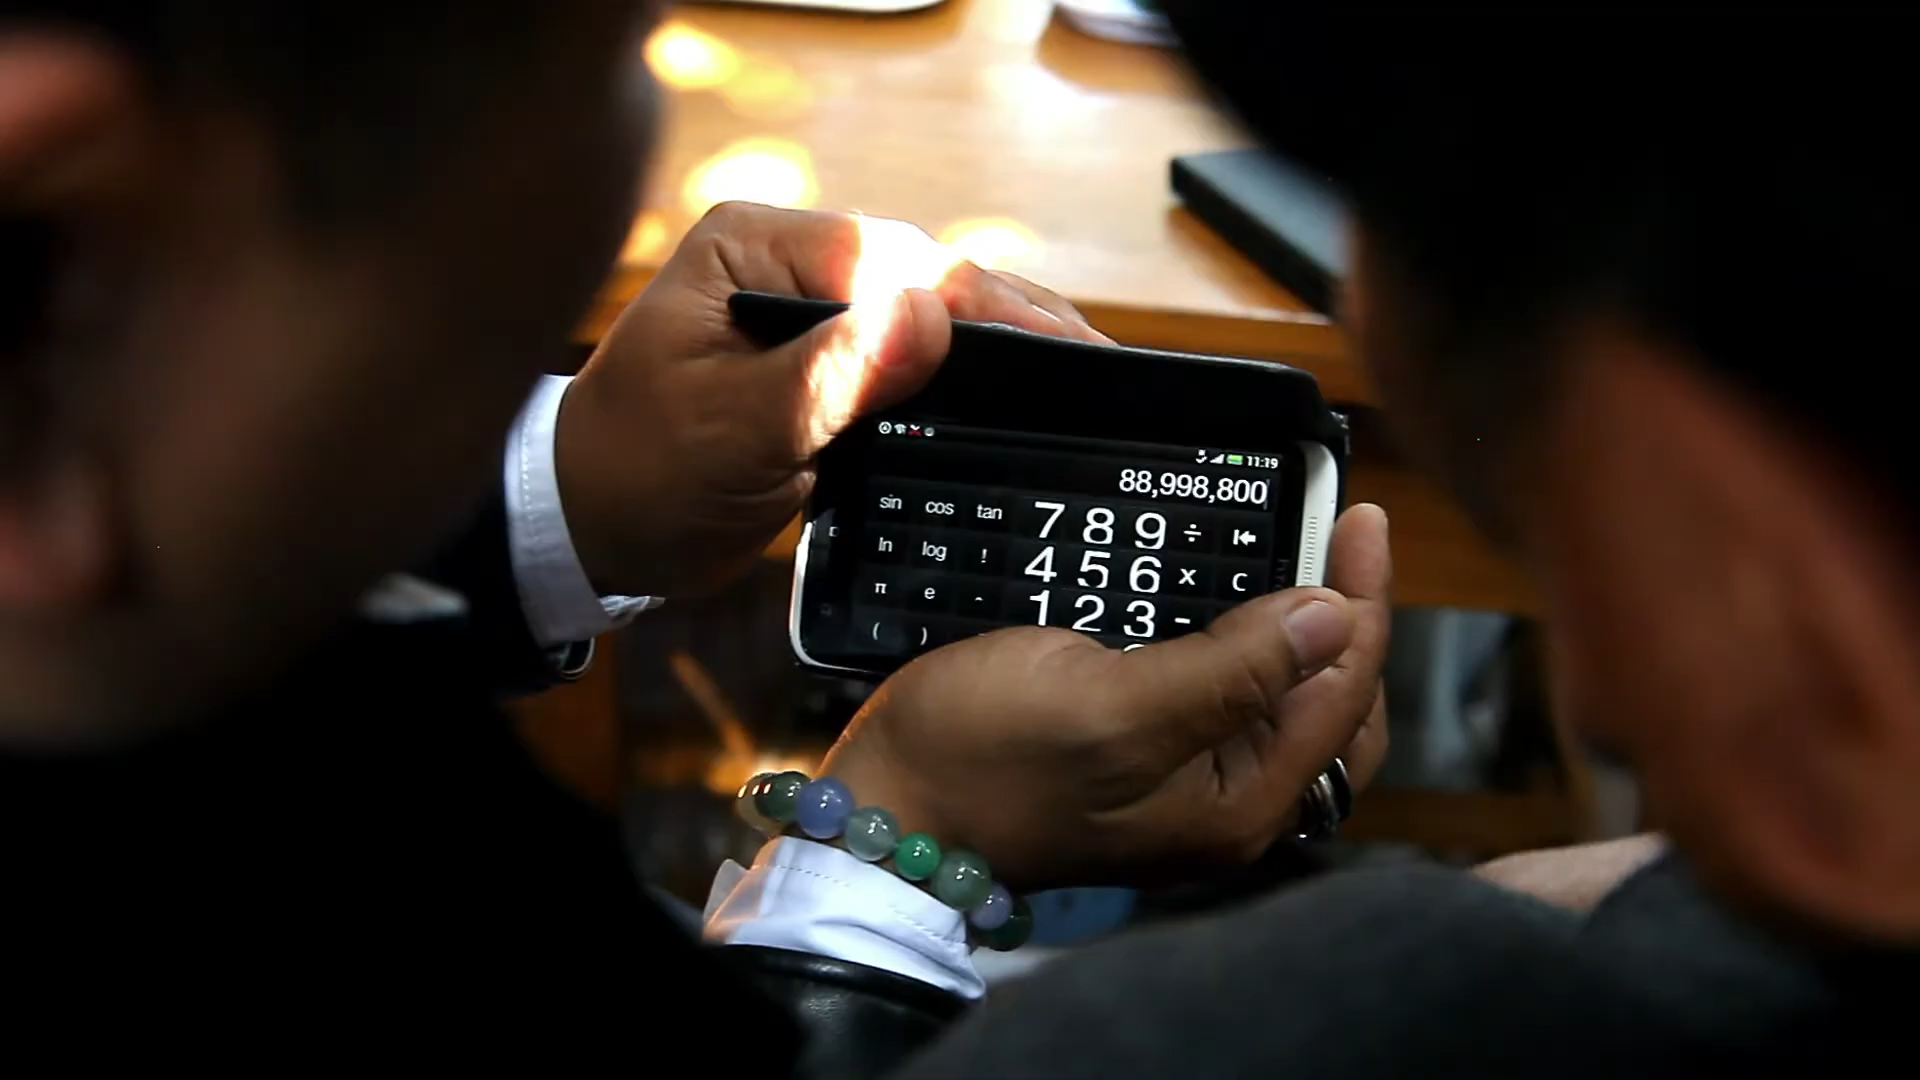 11:19
88,998,800
sin cos tan 7 8 9 ÷
ln log ! 4 5 6 x C
π e ^ 1 2 3 -
( )